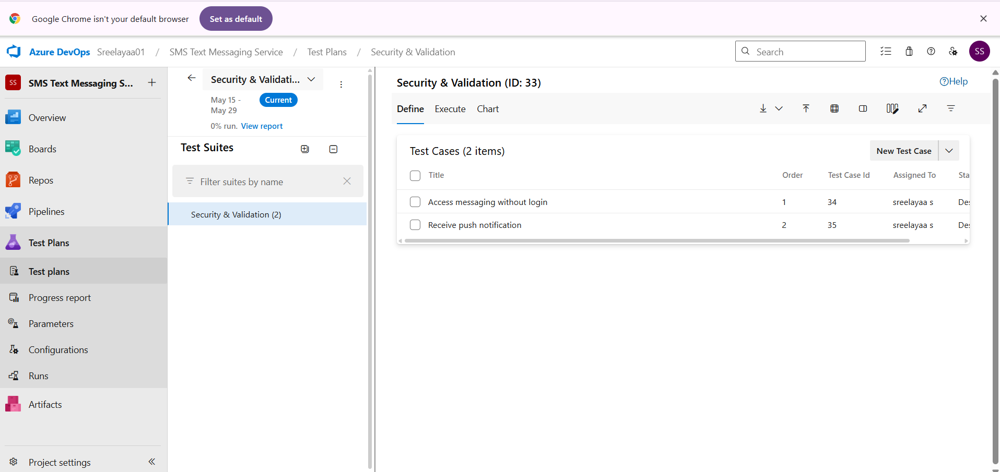 Google Chrome isn't your default browser
Set as default
Azure DevOps Sreelayaa01 / SMS Text Messaging Service / Test Plans / Security & Validation
Search
SS
SS SMS Text Messaging S...
Overview
Boards
Repos
Pipelines
Test Plans
Test plans
Progress report
Parameters
Configurations
Runs
Artifacts
Project settings
Security & Validati...
May 15 -
May 29
Current
0% run. View report
Test Suites
Filter suites by name
Security & Validation (2)
Security & Validation (ID: 33)
Help
Define Execute Chart
Test Cases (2 items)
New Test Case
Title Order Test Case Id Assigned To Sta
Access messaging without login 1 34 sreelayaa s Des
Receive push notification 2 35 sreelayaa s Des